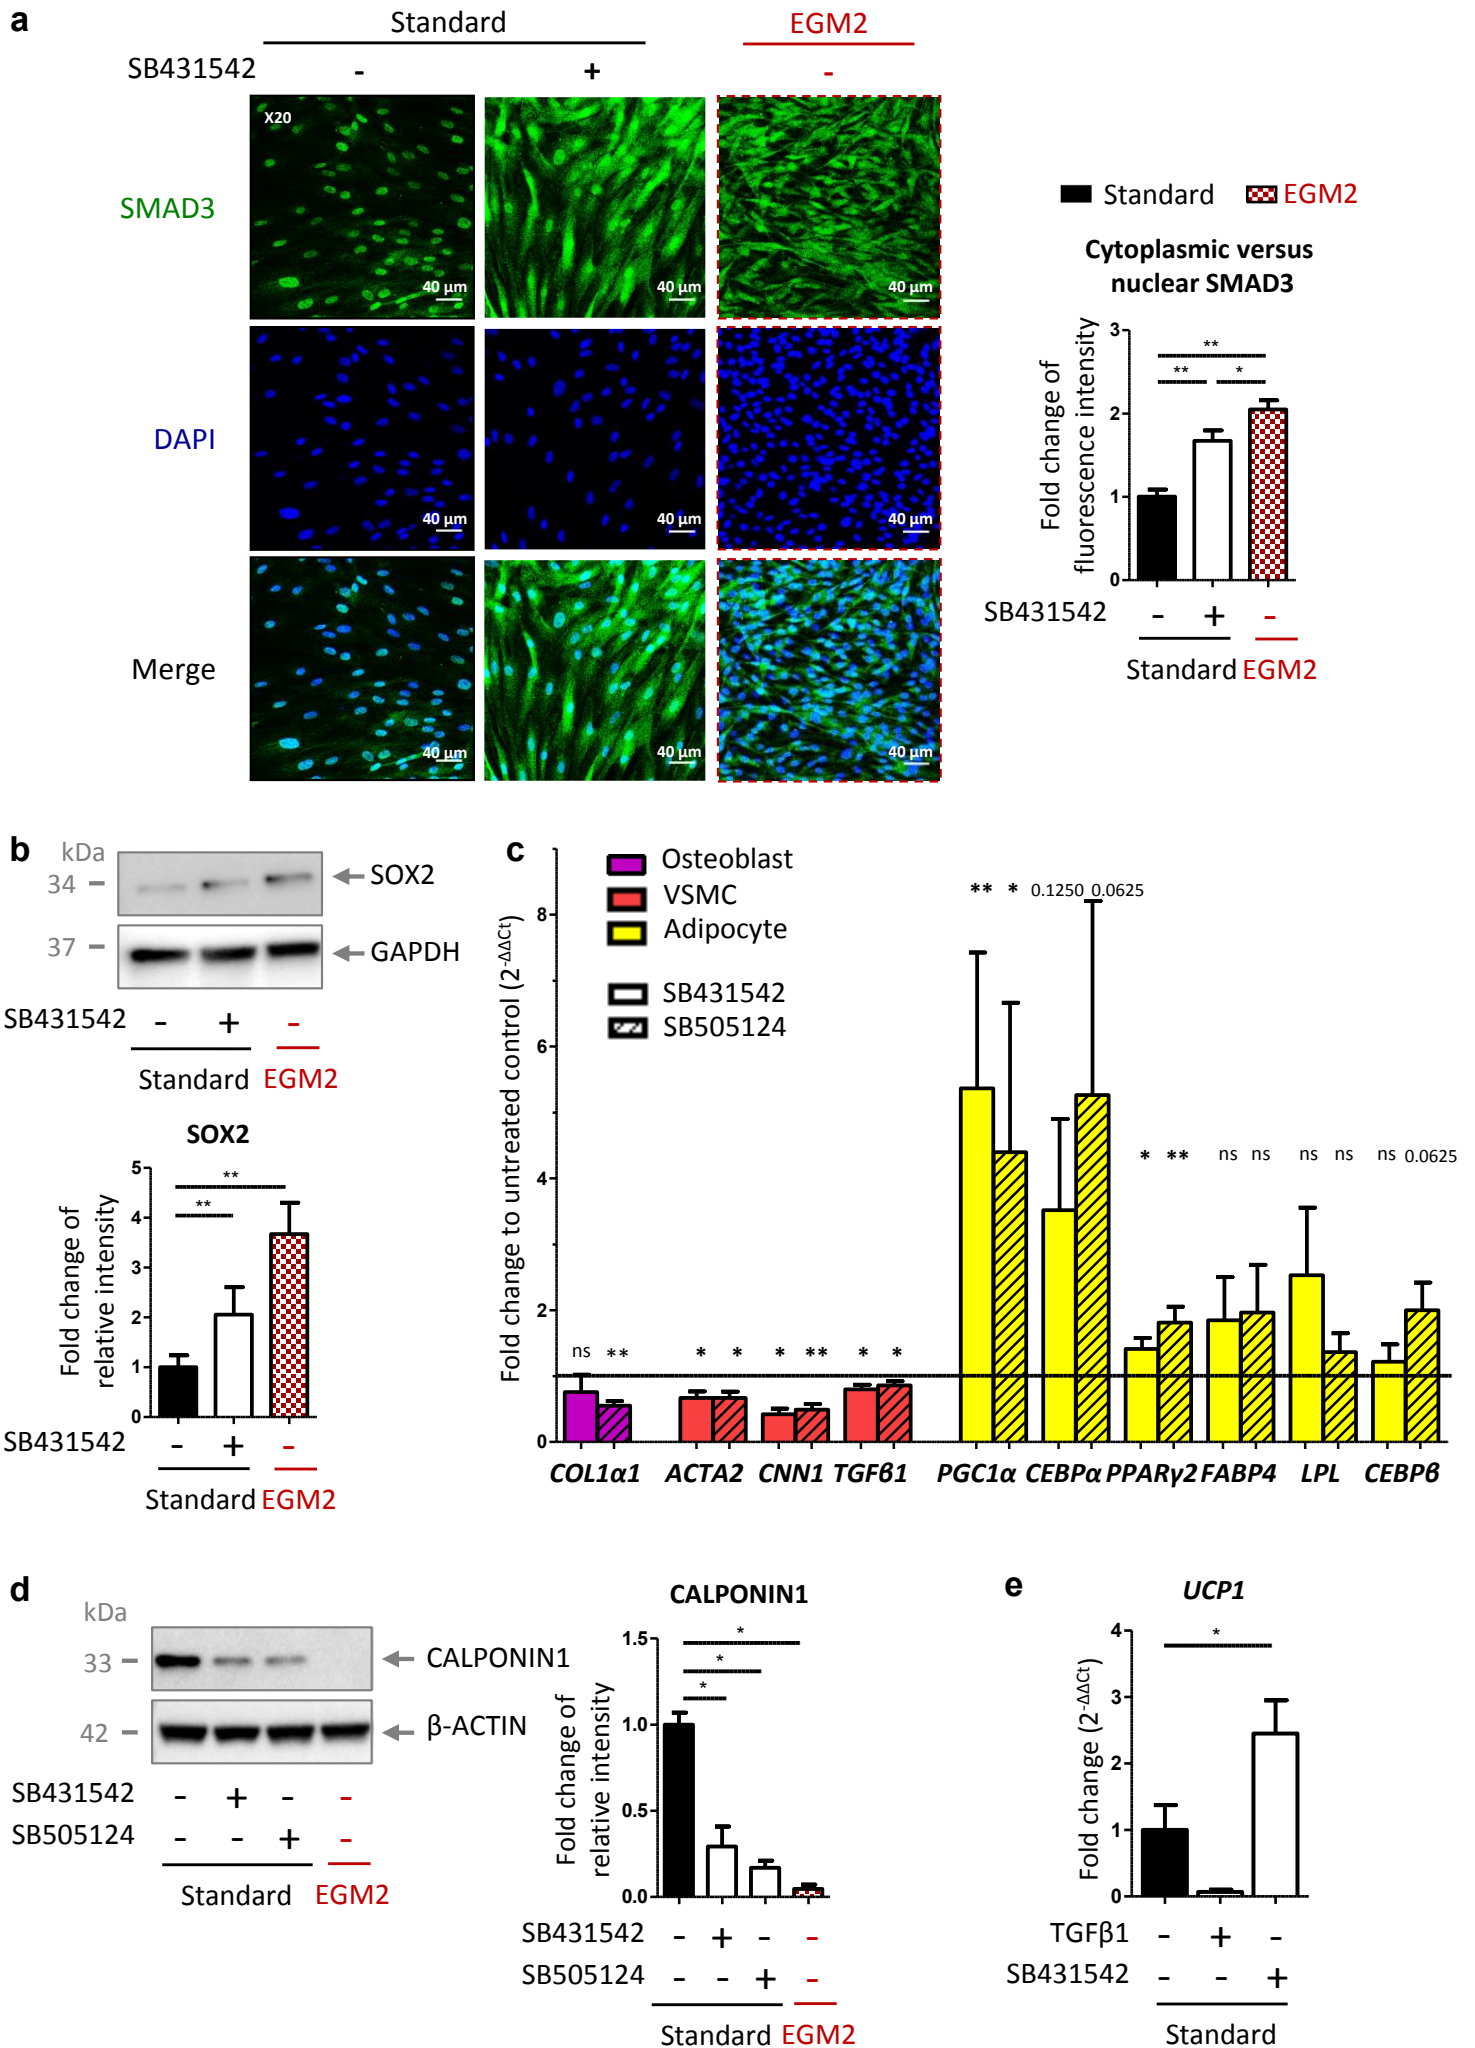 a
Standard
EGM2
SB431542
-
+
-
X20
SMAD3
40 µm
40 µm
40 µm
DAPI
40 µm
40 µm
40 µm
Merge
40 µm
40 µm
40 µm
Standard
EGM2
Cytoplasmic versus
nuclear SMAD3
Fold change of
fluorescence intensity
3
2
1
0
**
**
*
SB431542
-
+
-
Standard
EGM2
b
kDa
34
SOX2
37
GAPDH
SB431542
-
+
-
Standard
EGM2
SOX2
Fold change of
relative intensity
5
4
3
2
1
0
**
**
SB431542
-
+
-
Standard
EGM2
c
Osteoblast
VSMC
Adipocyte
SB431542
SB505124
Fold change to untreated control (2-ΔΔCt)
8
6
4
2
0
** * 0.1250 0.0625
* ** ns ns ns ns ns 0.0625
ns ** * * * ** * *
COL1α1 ACTA2 CNN1 TGFβ1 PGC1α CEBPα PPARγ2 FABP4 LPL CEBPβ
d
kDa
33
CALPONIN1
42
β-ACTIN
SB431542
- + - -
SB505124
- - + -
Standard
EGM2
CALPONIN1
Fold change of
relative intensity
1.5
1.0
0.5
0.0
*
*
*
SB431542
- + - -
SB505124
- - + -
Standard
EGM2
e
UCP1
Fold change (2-ΔΔCt)
4
3
2
1
0
*
TGFβ1
- + -
SB431542
- - +
Standard